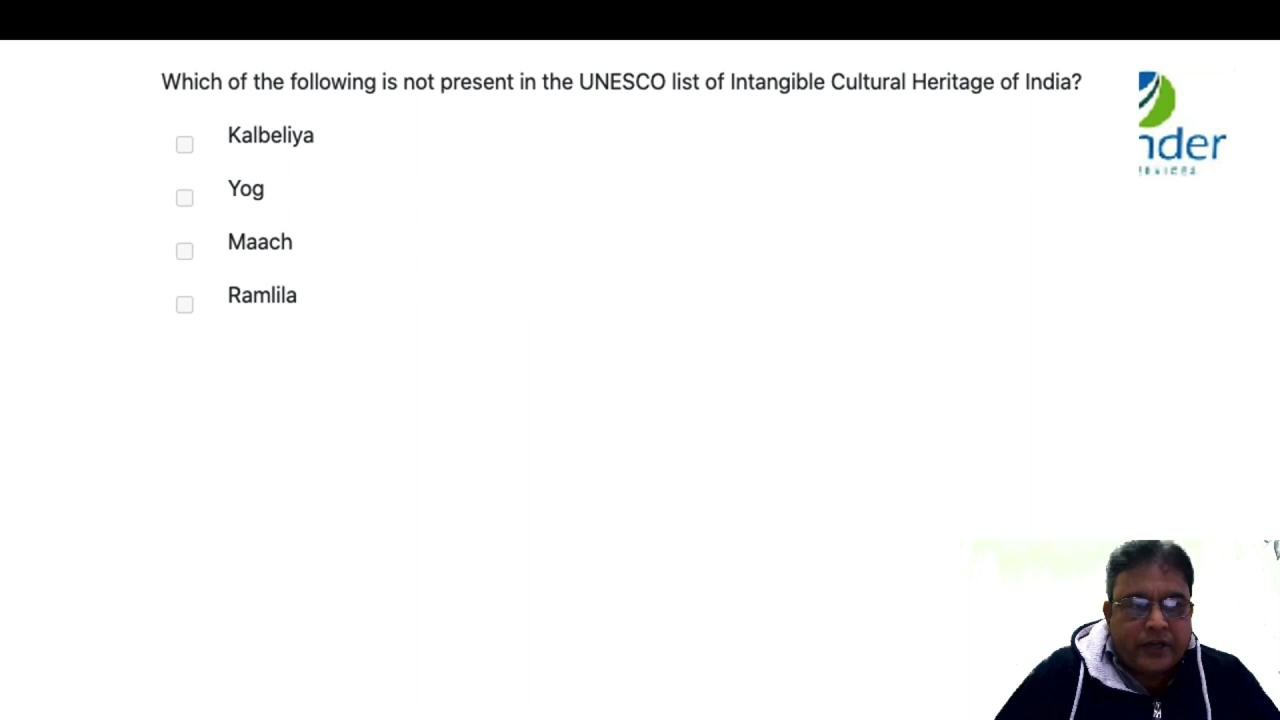 Which of the following is not present in the UNESCO list of Intangible Cultural Heritage of India?
Kalbeliya
Yog
Maach
Ramlila
nder